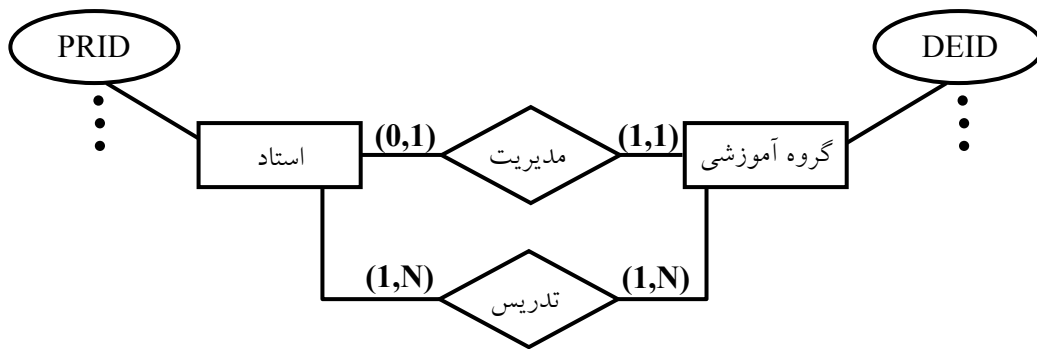 PRID
DEID
استاد
(0,1)
مدیریت
(1,1)
گروه آموزشی
(1,N)
تدریس
(1,N)